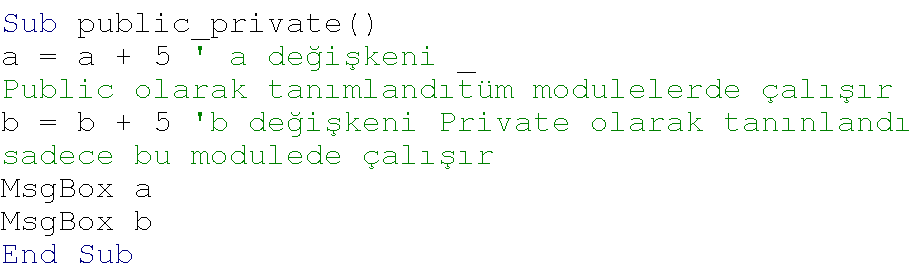 Sub public_private()
a = a + 5 ' a değişkeni _
Public olarak tanımlandıtüm modulelerde çalışır
b = b + 5 'b değişkeni Private olarak tanınlandı
sadece bu modulede çalışır
MsgBox a
MsgBox b
End Sub